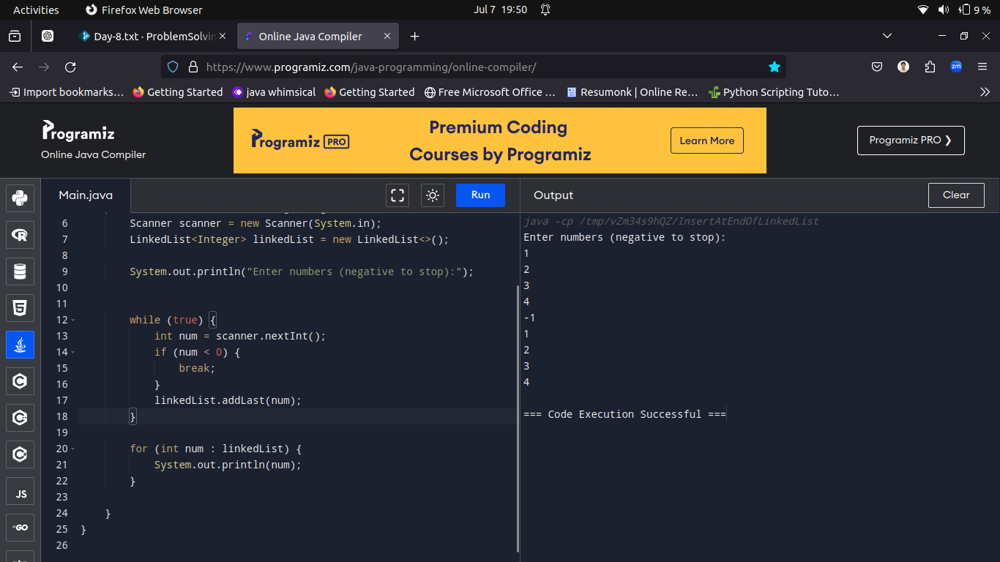 Activities
Firefox Web Browser
Jul 7 19:50
9 %
Day-8.txt · ProblemSolvin
Online Java Compiler
https://www.programiz.com/java-programming/online-compiler/
zm
Import bookmarks…
Getting Started
java whimsical
Getting Started
Free Microsoft Office …
Resumonk | Online Re…
Python Scripting Tuto…
Programiz
Online Java Compiler
Programiz PRO
Premium Coding
Courses by Programiz
Learn More
Programiz PRO ❯
Main.java
Run
Output
Clear
6 Scanner scanner = new Scanner(System.in);
7 LinkedList<Integer> linkedList = new LinkedList<>();
8
9 System.out.println("Enter numbers (negative to stop):");
10
11
12 while (true) {
13 int num = scanner.nextInt();
14 if (num < 0) {
15 break;
16 }
17 linkedList.addLast(num);
18 }
19
20 for (int num : linkedList) {
21 System.out.println(num);
22 }
23
24 }
25 }
26
java -cp /tmp/vZm34s9hQZ/InsertAtEndOfLinkedList
Enter numbers (negative to stop):
1
2
3
4
-1
1
2
3
4
=== Code Execution Successful ===
R
5
C
C
C
JS
GO